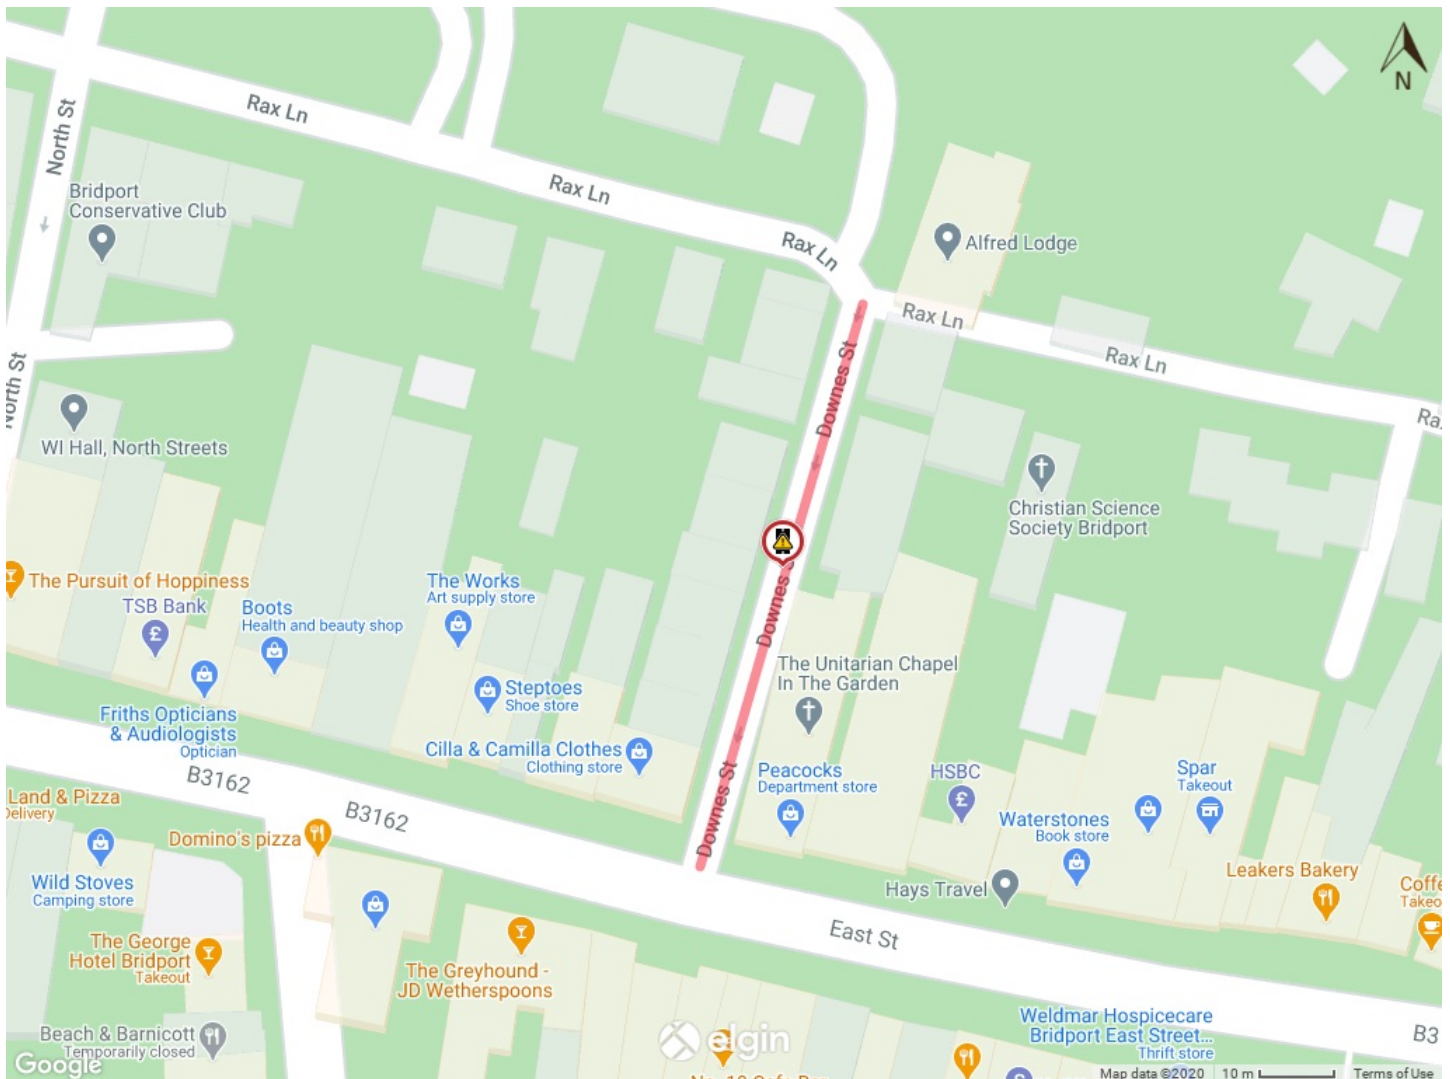 N
Rax Ln
North St
Rax Ln
Bridport
Conservative Club
Rax Ln
Alfred Lodge
Rax Ln
Rax Ln
North St
Downes St
WI Hall, North Streets
Christian Science
Society Bridport
The Pursuit of Hoppiness
TSB Bank
£
Boots
Health and beauty shop
The Works
Art supply store
Downes
The Unitarian Chapel
In The Garden
Steptoes
Shoe store
Friths Opticians
& Audiologists
Optician
Cilla & Camilla Clothes
Clothing store
B3162
B3162
Peacocks
Department store
HSBC
£
Spar
Takeout
Downes St
Land & Pizza
Delivery
Domino's pizza
Waterstones
Book store
Wild Stoves
Camping store
Hays Travel
Leakers Bakery
East St
The George
Hotel Bridport
Takeout
The Greyhound -
JD Wetherspoons
Beach & Barnicott
Temporarily closed
Weldmar Hospicecare
Bridport East Street...
Thrift store
elgin
Google
Map data ©2020
10 m
Terms of Use